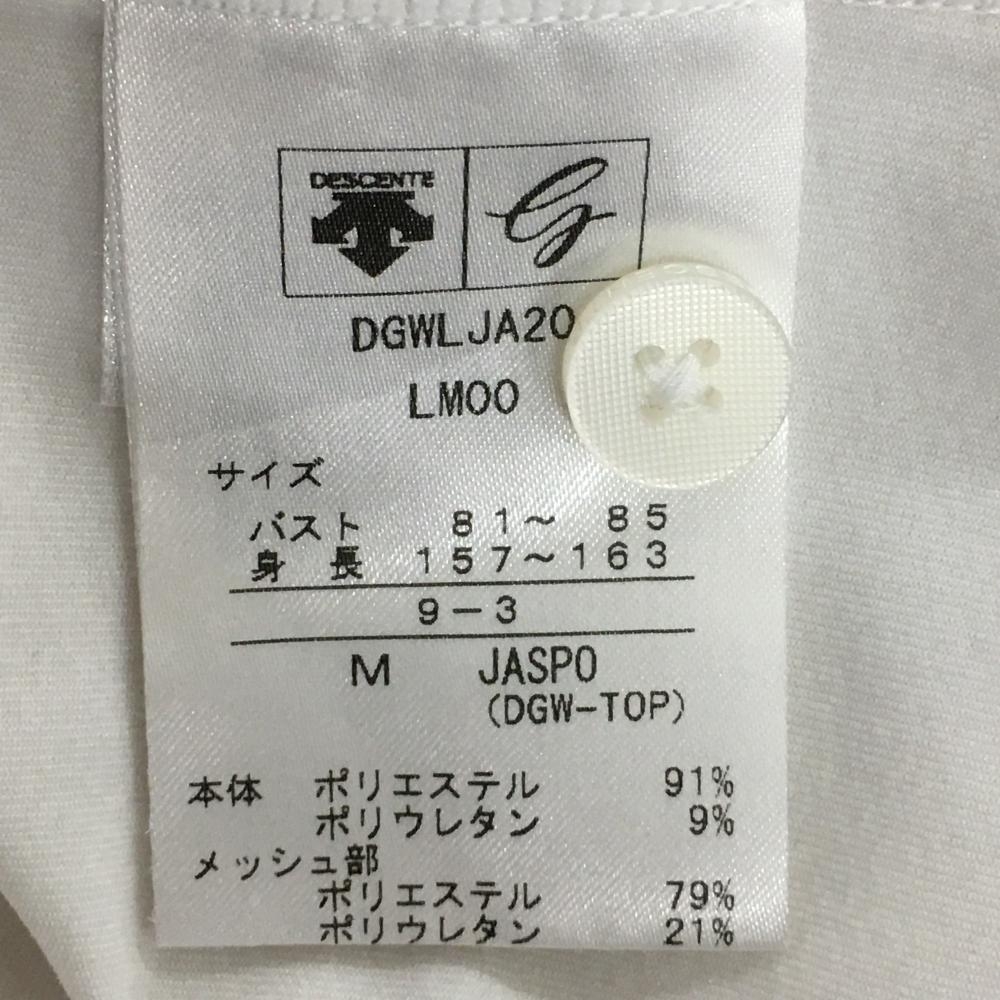 DESCENTE G
DGWLJA20
LM00
サイズ
バスト 81～ 85
身 長 157～163
9－3
M JASPO
(DGW-TOP)
本体 ポリエステル 91%
ポリウレタン 9%
メッシュ部
ポリエステル 79%
ポリウレタン 21%